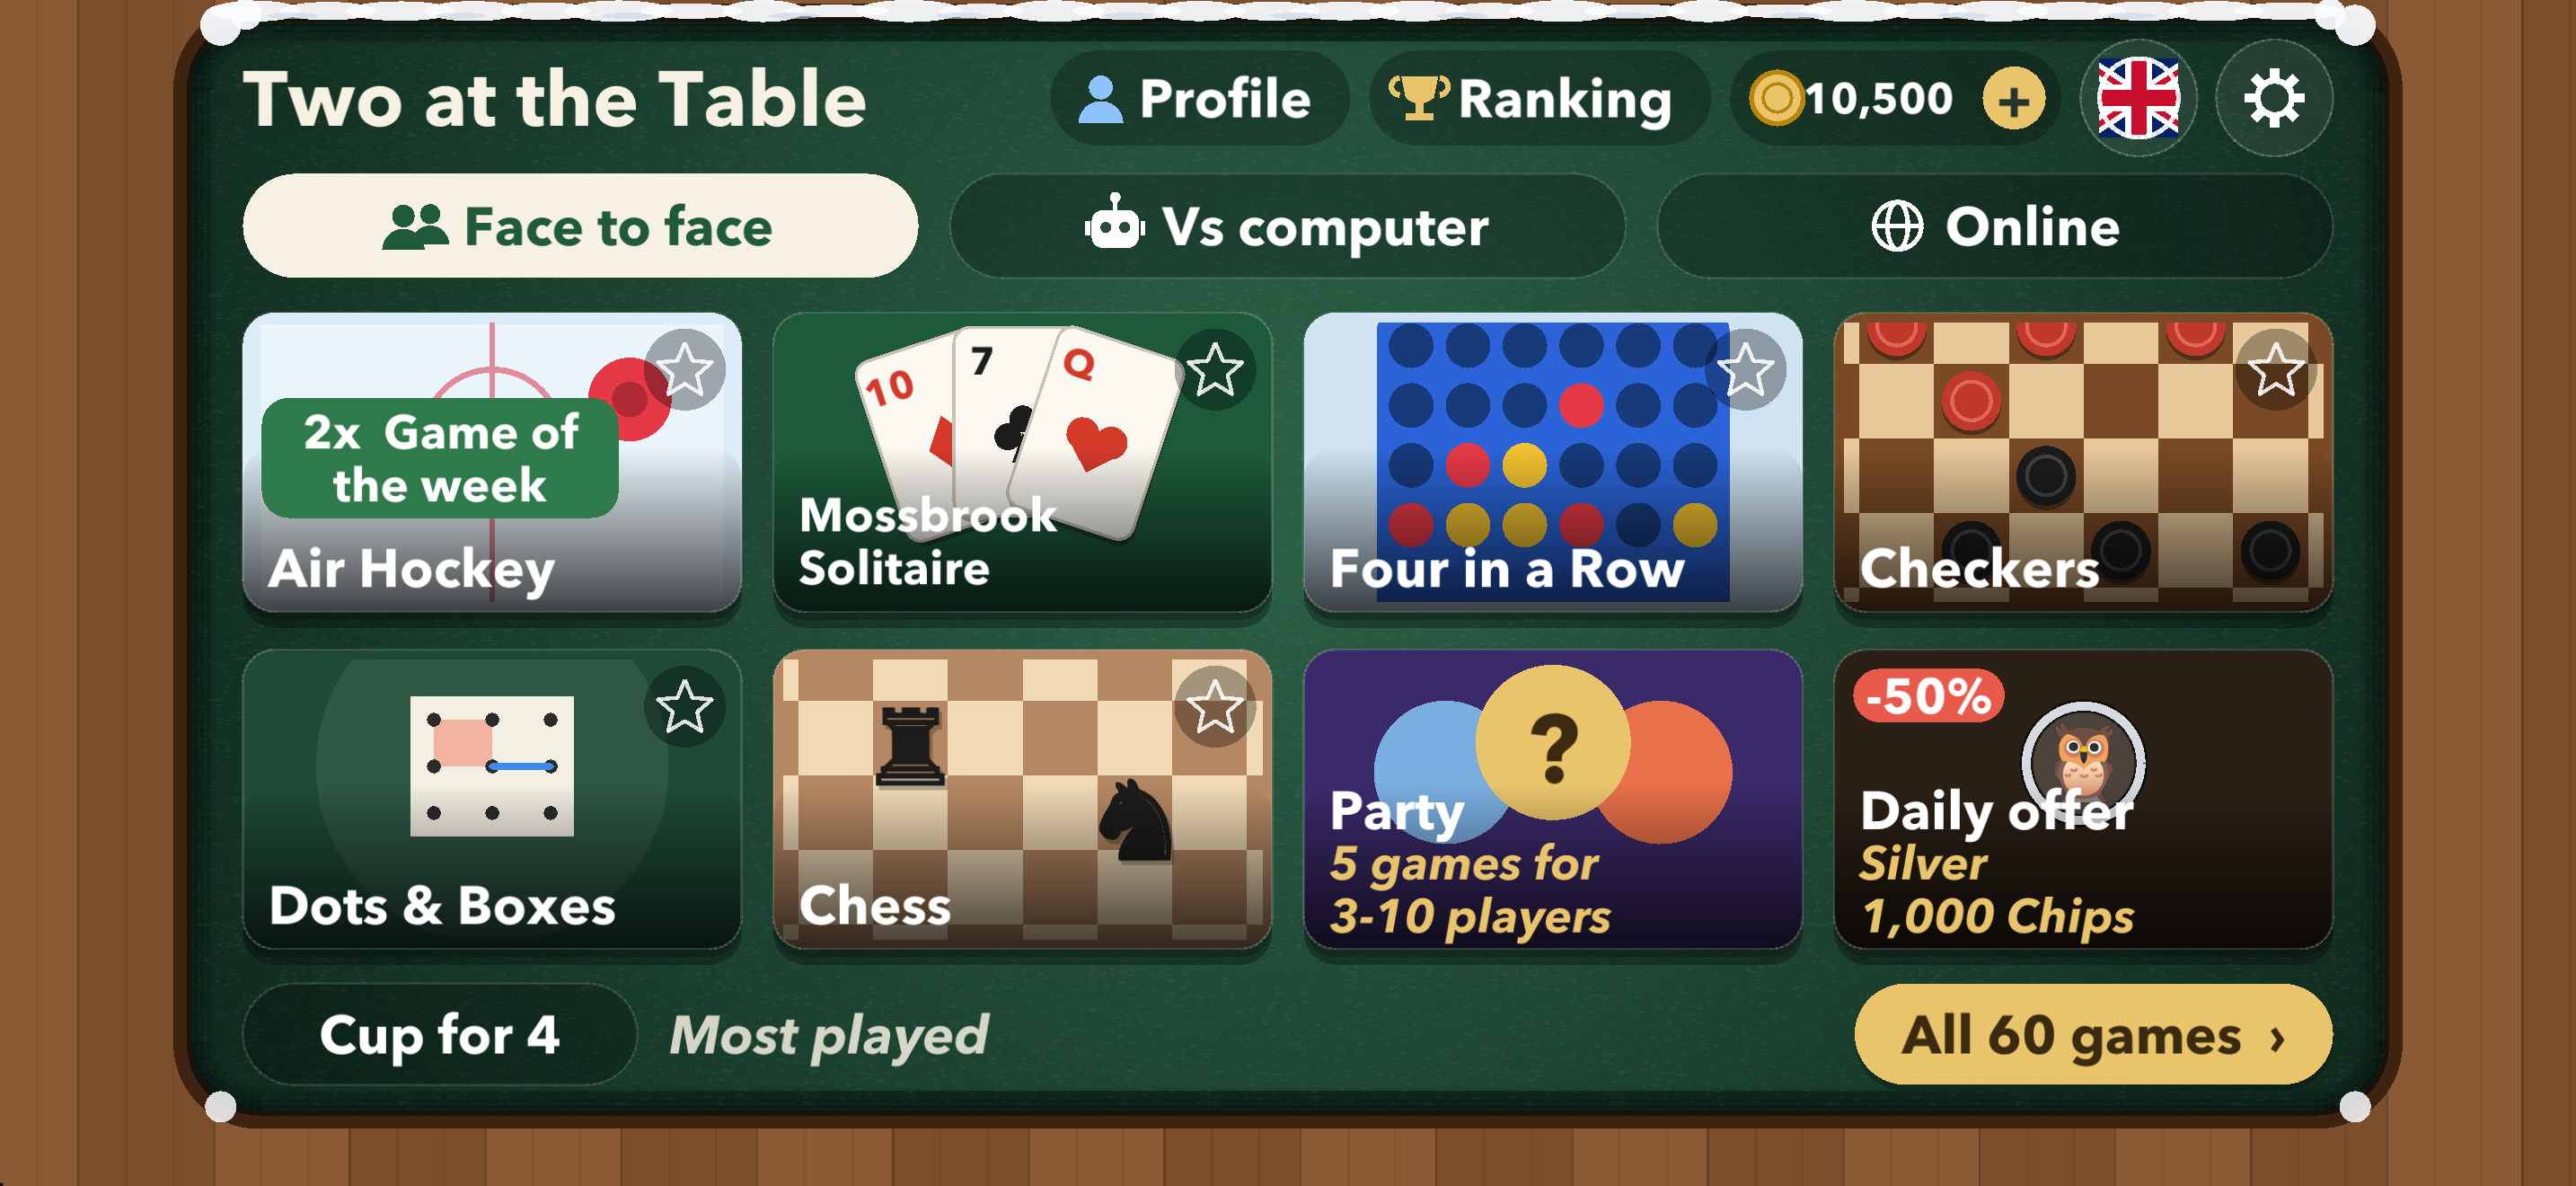 Two at the Table
Profile
Ranking
10,500
+
Face to face
Vs computer
Online
2x Game of
the week
Air Hockey
10
7
Q
Mossbrook
Solitaire
Four in a Row
Checkers
Dots & Boxes
Chess
?
Party
5 games for
3-10 players
-50%
Daily offer
Silver
1,000 Chips
Cup for 4
Most played
All 60 games ›